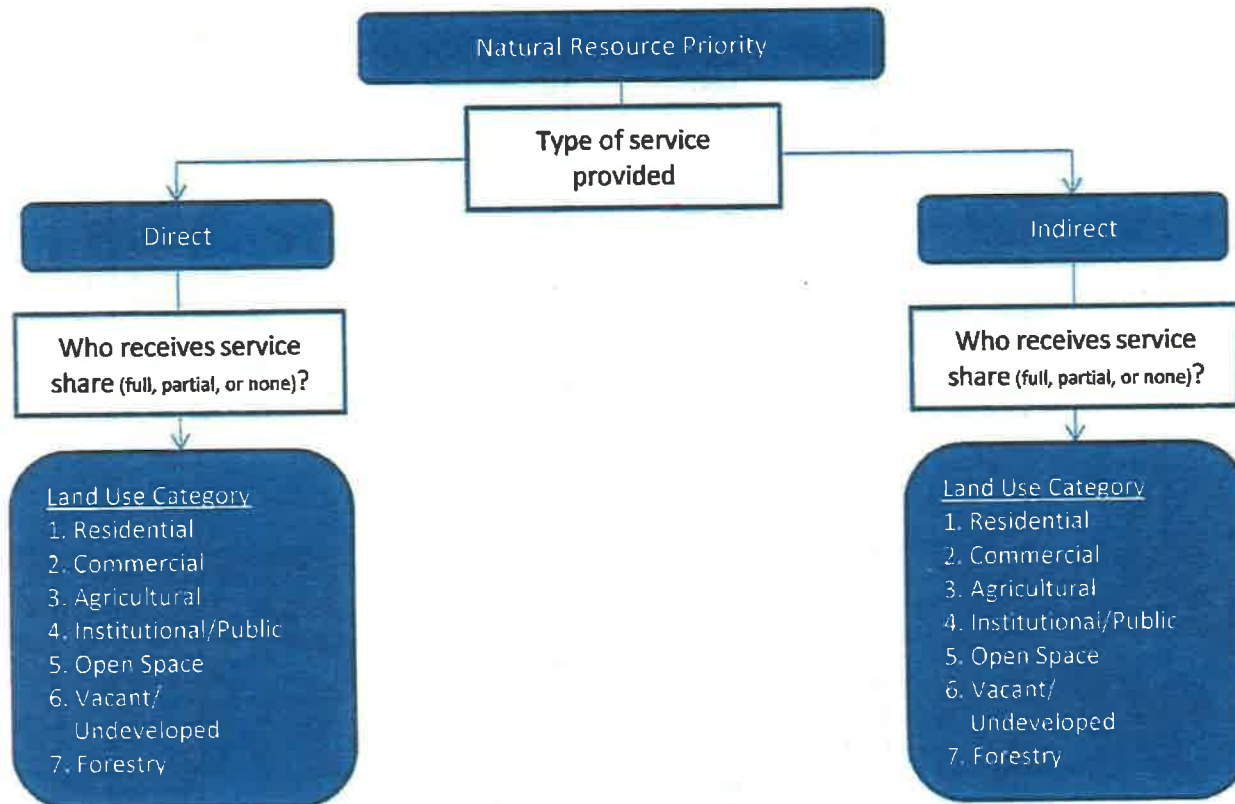 Natural Resource Priority
Type of service
provided
Direct
Who receives service
share (full, partial, or none)?
Land Use Category
1. Residential
2. Commercial
3. Agricultural
4. Institutional/Public
5. Open Space
6. Vacant/
Undeveloped
7. Forestry
Indirect
Who receives service
share (full, partial, or none)?
Land Use Category
1. Residential
2. Commercial
3. Agricultural
4. Institutional/Public
5. Open Space
6. Vacant/
Undeveloped
7. Forestry